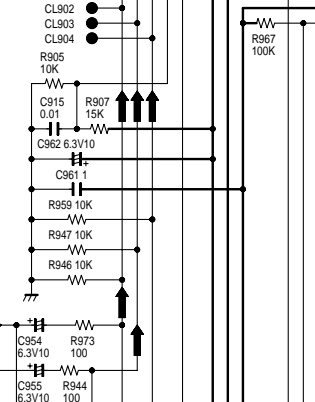 CL902
CL903
CL904
R967
100K
R905
10K
C915
0.01
R907
15K
C962 6.3V10
+
C961 1
R959 10K
R947 10K
R946 10K
+
C954
6.3V10
R973
100
+
C955
6.3V10
R944
100